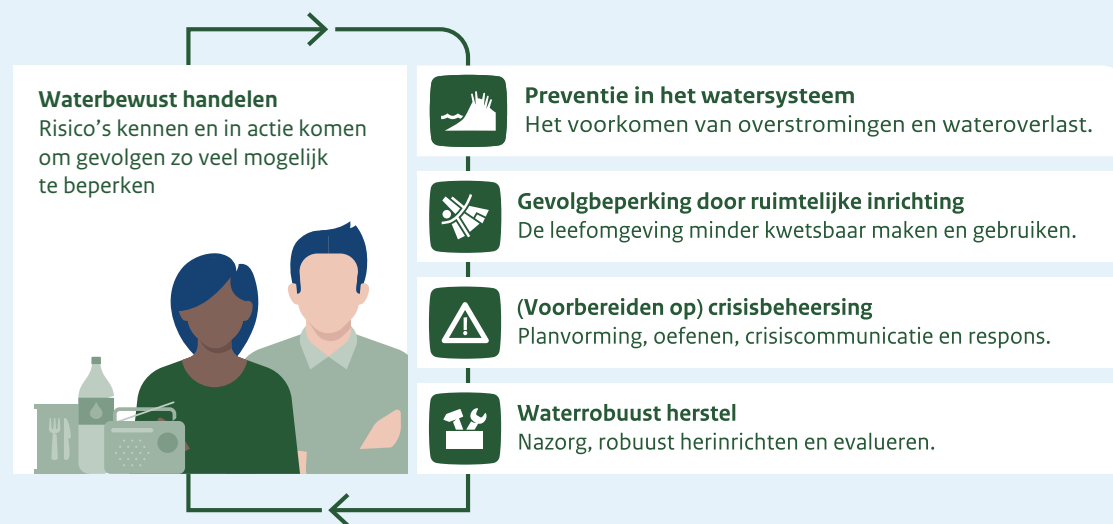 Waterbewust handelen
Risico’s kennen en in actie komen
om gevolgen zo veel mogelijk
te beperken
Preventie in het watersysteem
Het voorkomen van overstromingen en wateroverlast.
Gevolgbeperking door ruimtelijke inrichting
De leefomgeving minder kwetsbaar maken en gebruiken.
(Voorbereiden op) crisisbeheersing
Planvorming, oefenen, crisiscommunicatie en respons.
Waterrobuust herstel
Nazorg, robuust herinrichten en evalueren.